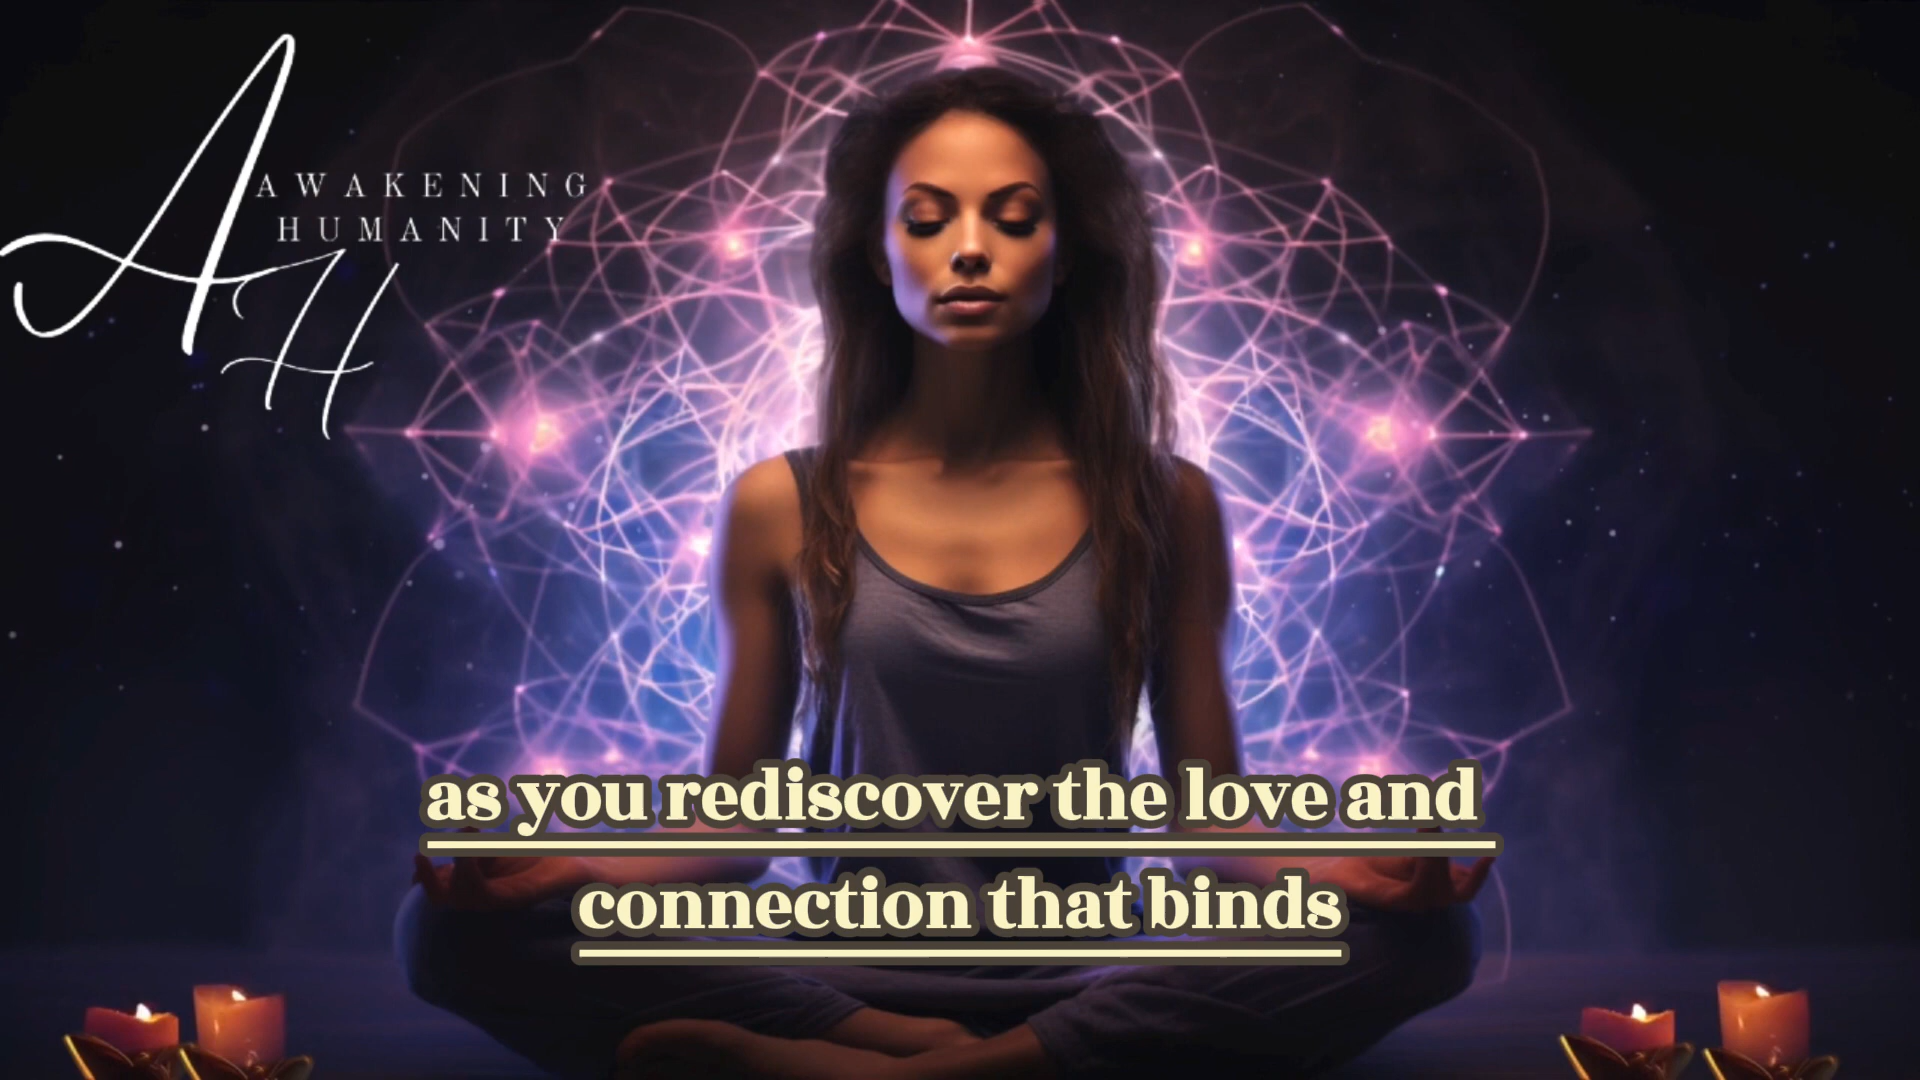 AWAKENING
HUMANITY
AH
as you rediscover the love and
connection that binds